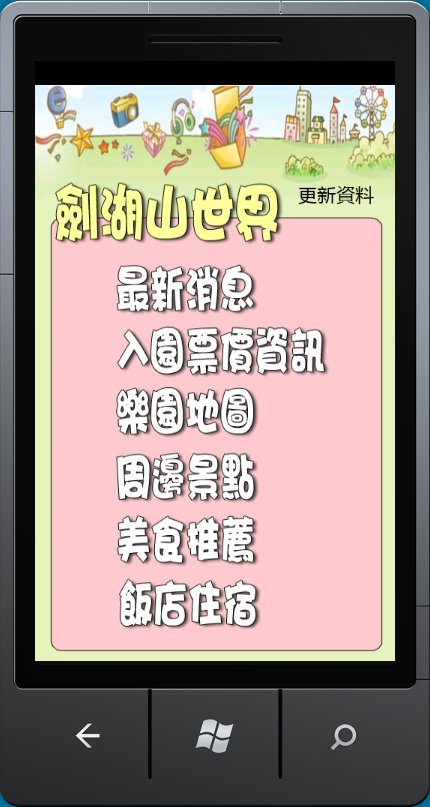 更新資料
劍湖山世界
最新消息
入園票價資訊
樂園地圖
周邊景點
美食推薦
飯店住宿